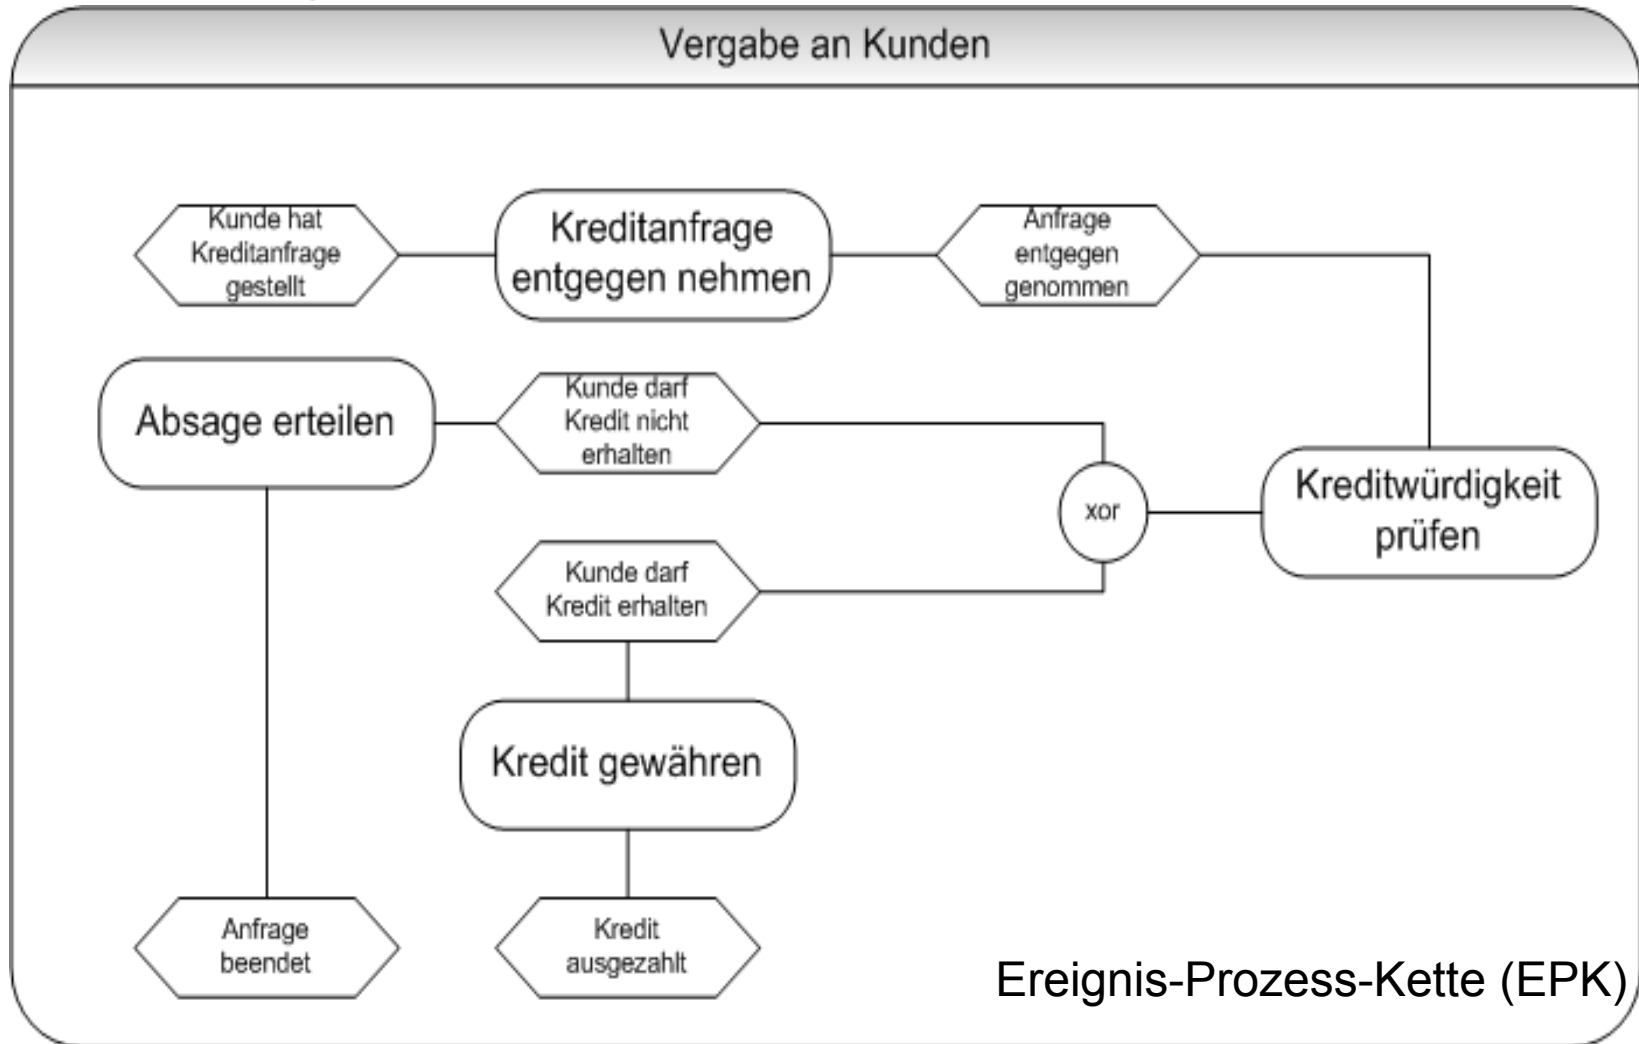 Vergabe an Kunden
Kunde hat
Kreditanfrage
gestellt
Kreditanfrage
entgegen nehmen
Anfrage
entgegen
genommen
Absage erteilen
Kunde darf
Kredit nicht
erhalten
xor
Kreditwürdigkeit
prüfen
Kunde darf
Kredit erhalten
Kredit gewähren
Anfrage
beendet
Kredit
ausgezahlt
Ereignis-Prozess-Kette (EPK)